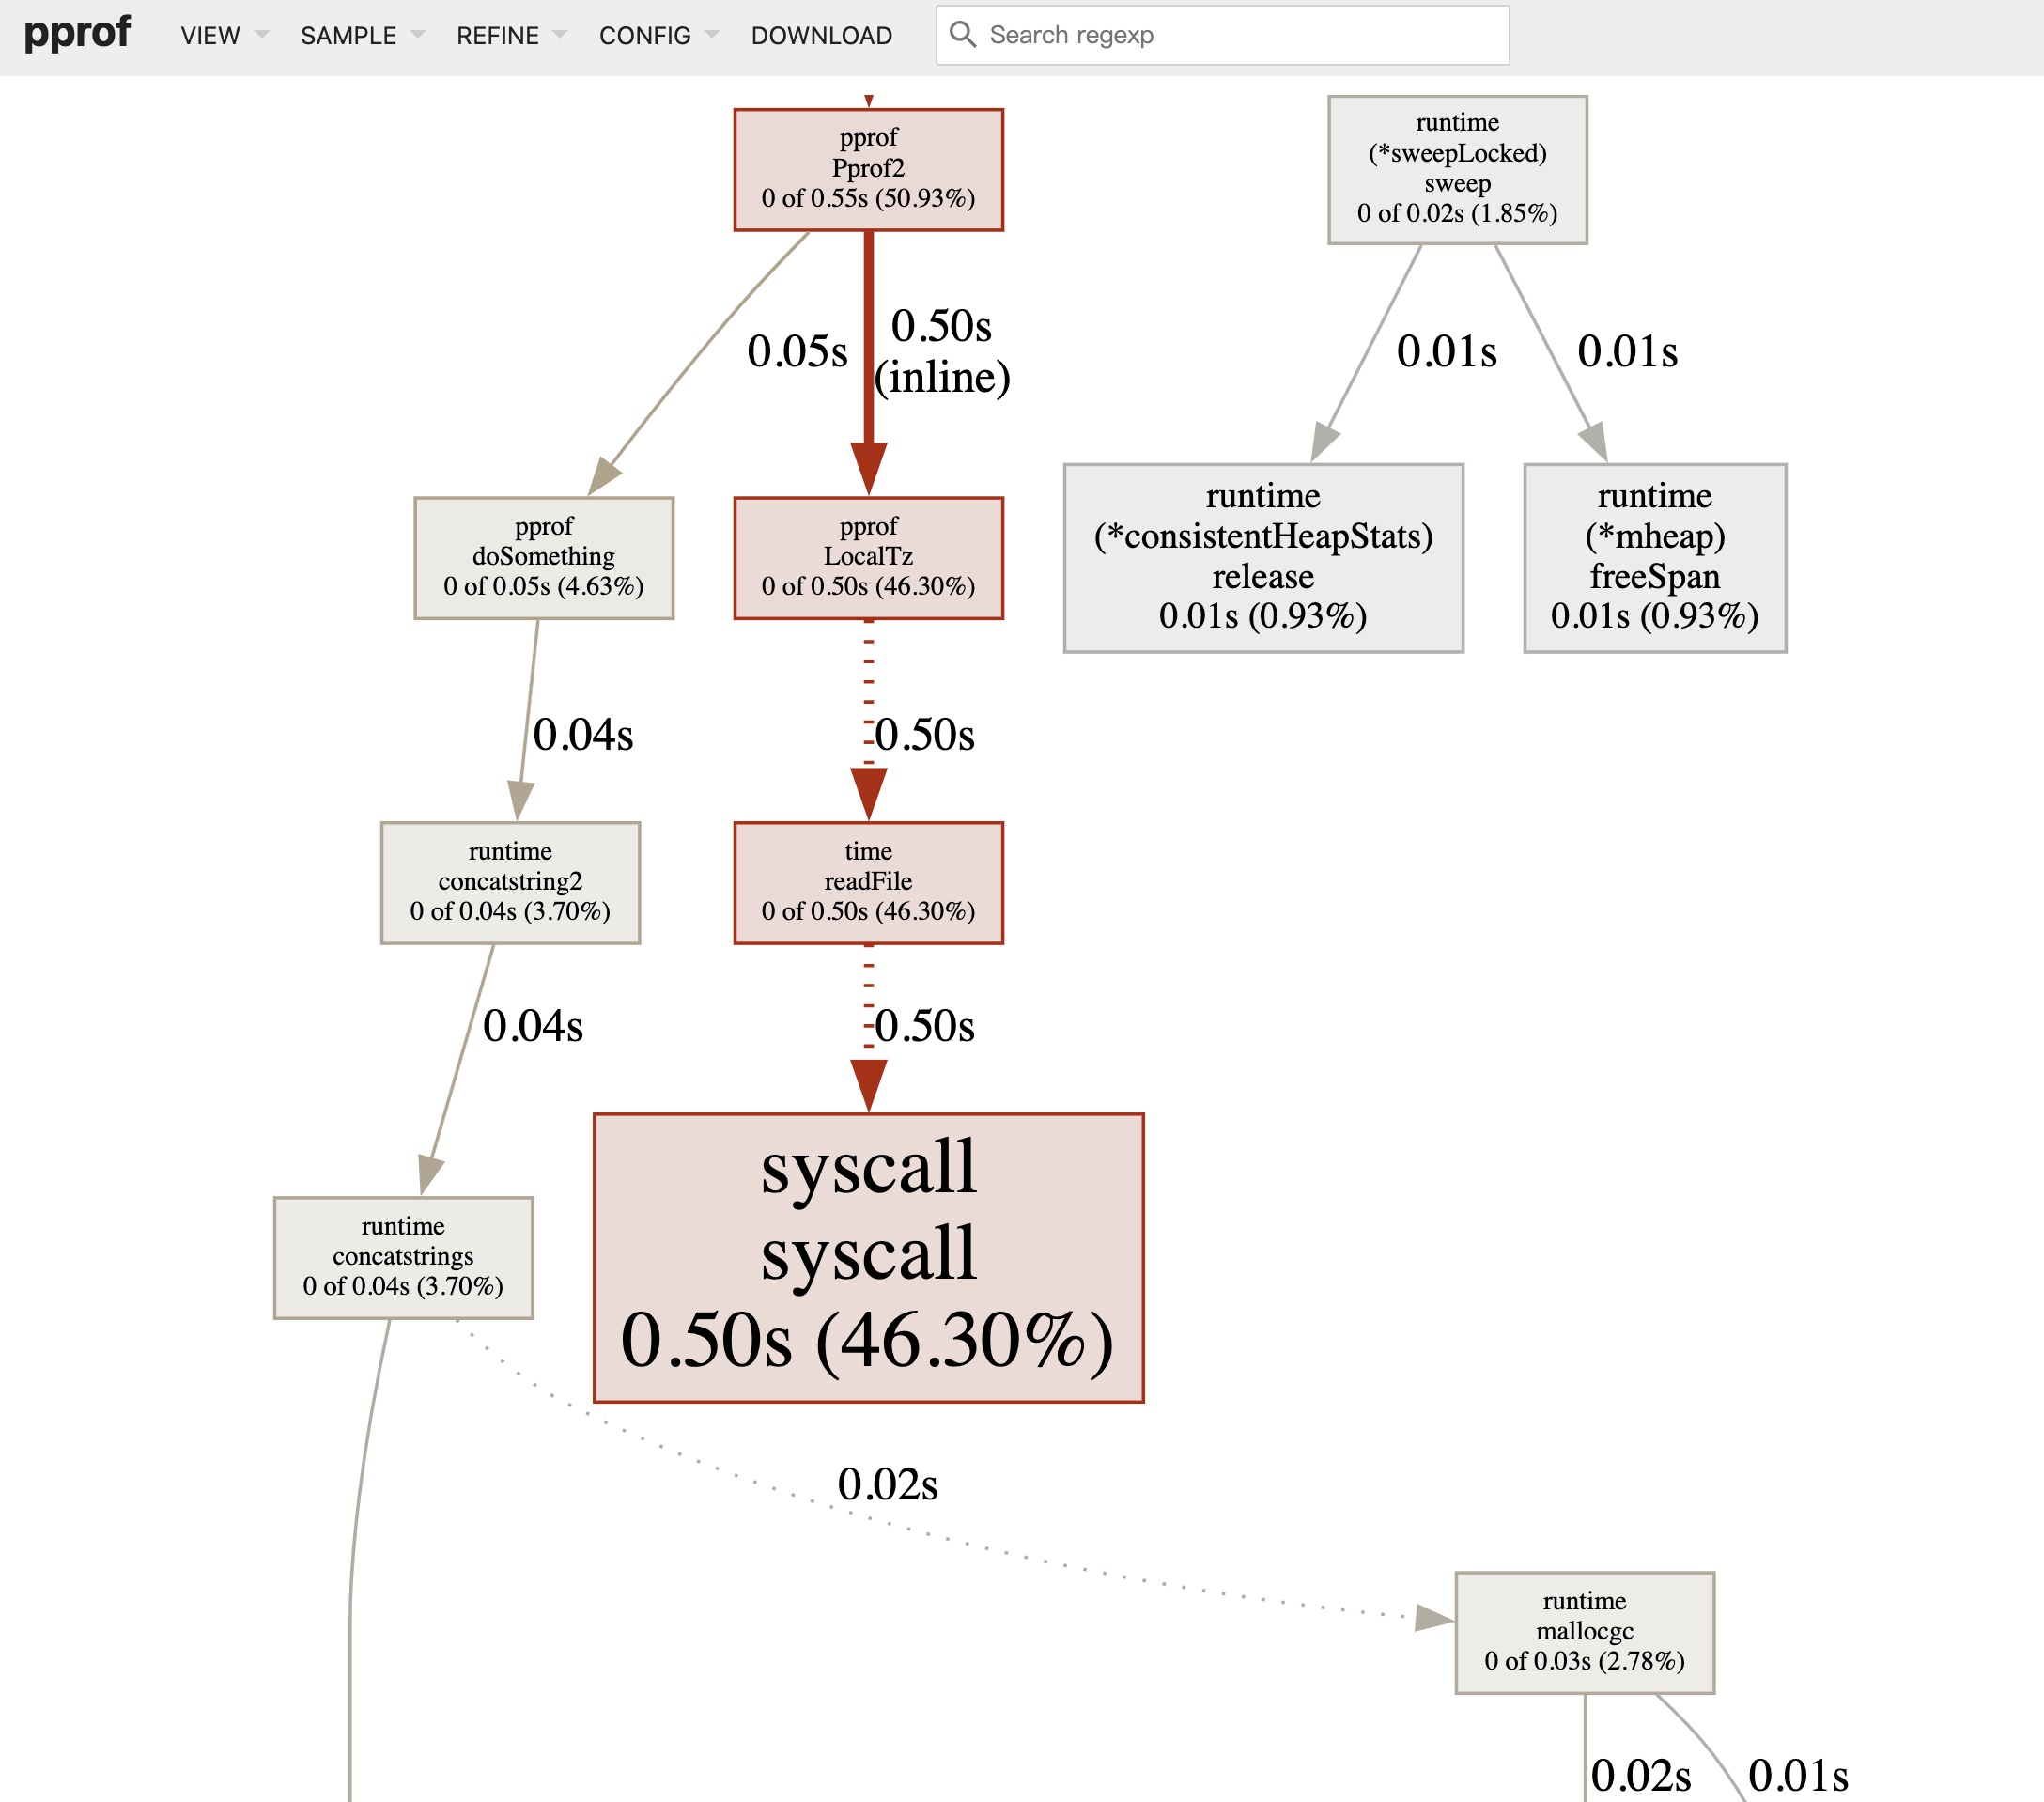 pprof
VIEW
SAMPLE
REFINE
CONFIG
DOWNLOAD
Search regexp
pprof
Pprof2
0 of 0.55s (50.93%)
runtime
(*sweepLocked)
sweep
0 of 0.02s (1.85%)
0.05s
0.50s
(inline)
0.01s
0.01s
pprof
doSomething
0 of 0.05s (4.63%)
pprof
LocalTz
0 of 0.50s (46.30%)
runtime
(*consistentHeapStats)
release
0.01s (0.93%)
runtime
(*mheap)
freeSpan
0.01s (0.93%)
0.04s
0.50s
runtime
concatstring2
0 of 0.04s (3.70%)
time
readFile
0 of 0.50s (46.30%)
0.04s
0.50s
runtime
concatstrings
0 of 0.04s (3.70%)
syscall
syscall
0.50s (46.30%)
0.02s
runtime
mallocgc
0 of 0.03s (2.78%)
0.02s
0.01s